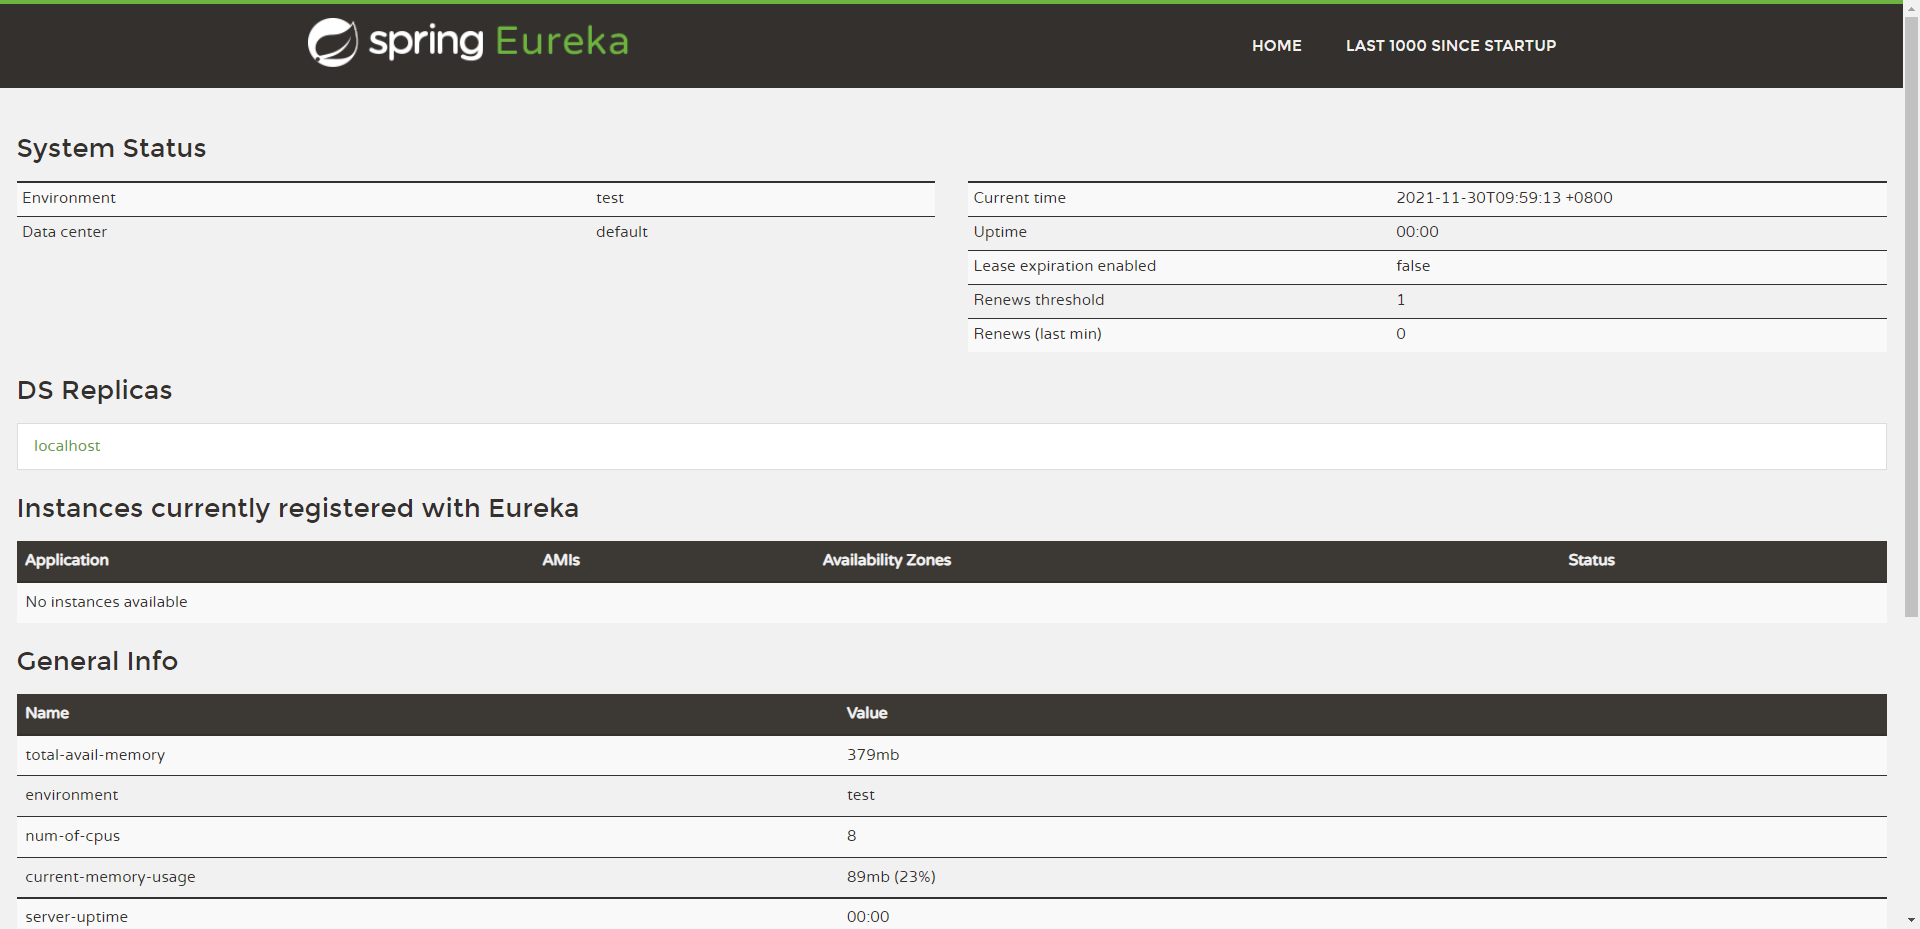 spring Eureka
HOME LAST 1000 SINCE STARTUP
System Status
Environment test
Data center default
Current time 2021-11-30T09:59:13 +0800
Uptime 00:00
Lease expiration enabled false
Renews threshold 1
Renews (last min) 0
DS Replicas
localhost
Instances currently registered with Eureka
Application AMIs Availability Zones Status
No instances available
General Info
Name Value
total-avail-memory 379mb
environment test
num-of-cpus 8
current-memory-usage 89mb (23%)
server-uptime 00:00